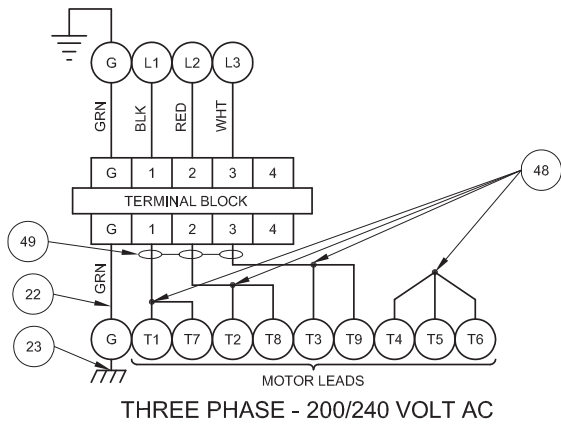 G L1 L2 L3
GRN BLK RED WHT
G 1 2 3 4
48
TERMINAL BLOCK
G 1 2 3 4
49
GRN
22
23
G T1 T7 T2 T8 T3 T9 T4 T5 T6
MOTOR LEADS
THREE PHASE - 200/240 VOLT AC